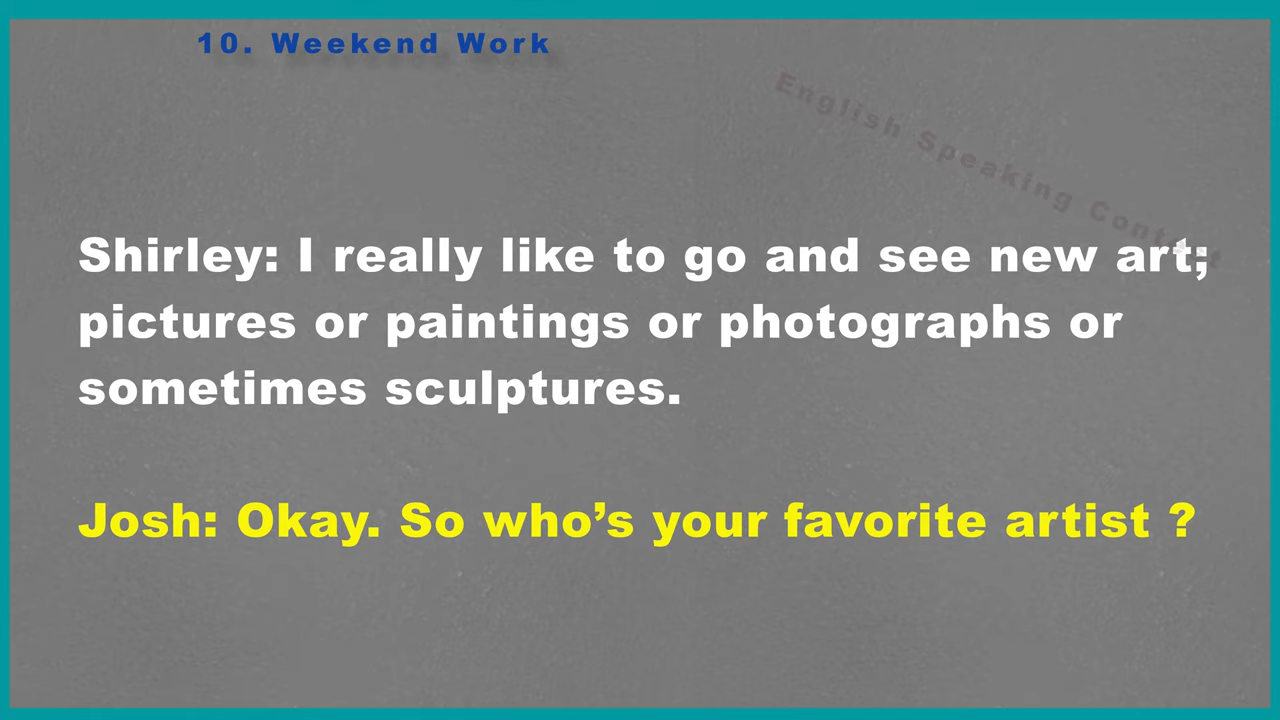 10. Weekend Work
English Speaking
Shirley: I really like to go and see new art;
pictures or paintings or photographs or
sometimes sculptures.
Josh: Okay. So who’s your favorite artist ?